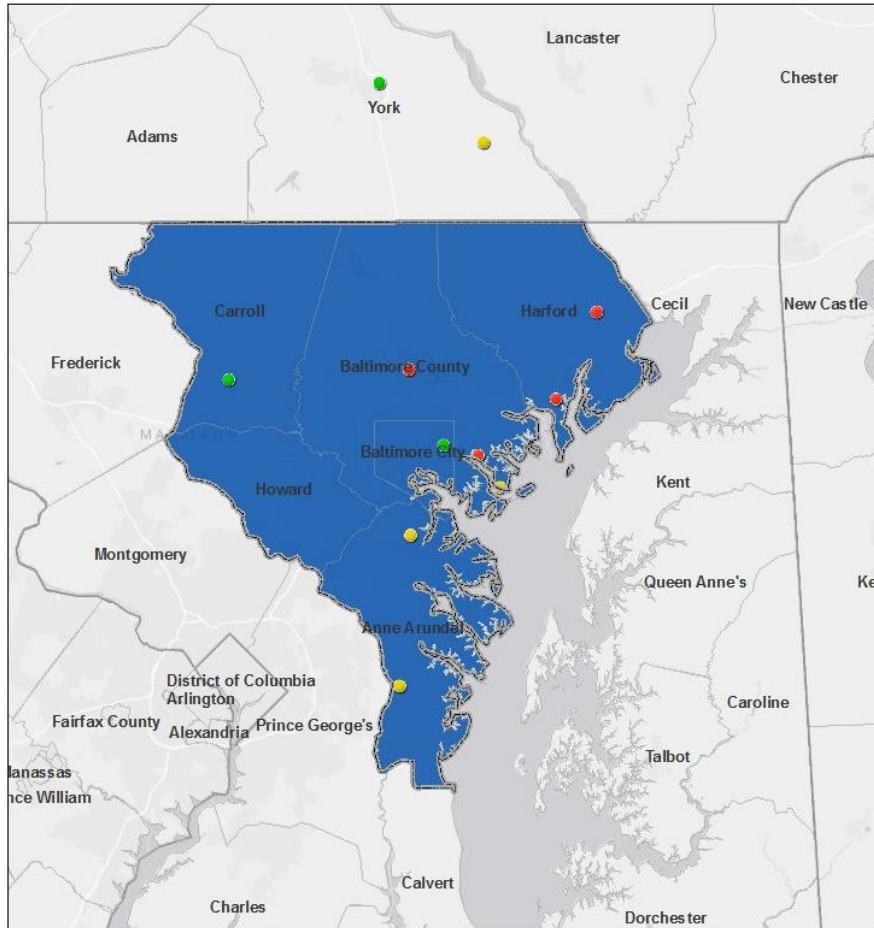 Lancaster
Chester
York
Adams
Carroll
Harford
Cecil
New Castle
Frederick
Baltimore County
MARYLAND
Baltimore City
Howard
Kent
Montgomery
Queen Anne's
Ke
Anne Arundel
District of Columbia
Arlington
Caroline
Fairfax County
Alexandria
Prince George's
Talbot
Manassas
nce William
Calvert
Charles
Dorchester